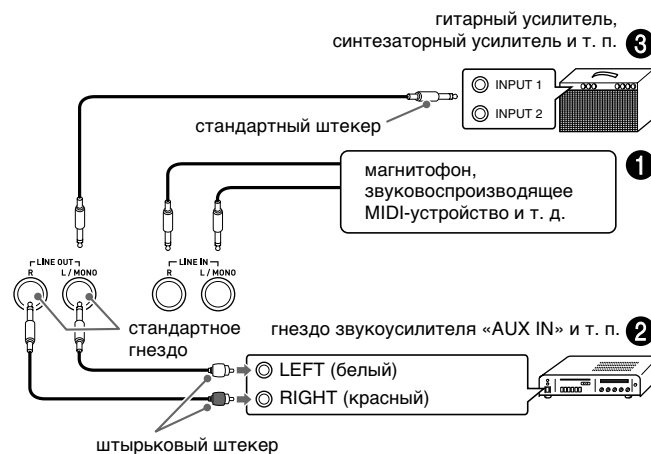 гитарный усилитель,
синтезаторный усилитель и т. п. 3
INPUT 1
INPUT 2
стандартный штекер
1
магнитофон,
звуковоспроизводящее
MIDI-устройство и т. д.
LINE OUT
R L / MONO
LINE IN
R L / MONO
стандартное
гнездо
гнездо звукоусилителя «AUX IN» и т. п. 2
LEFT (белый)
RIGHT (красный)
штырьковый штекер